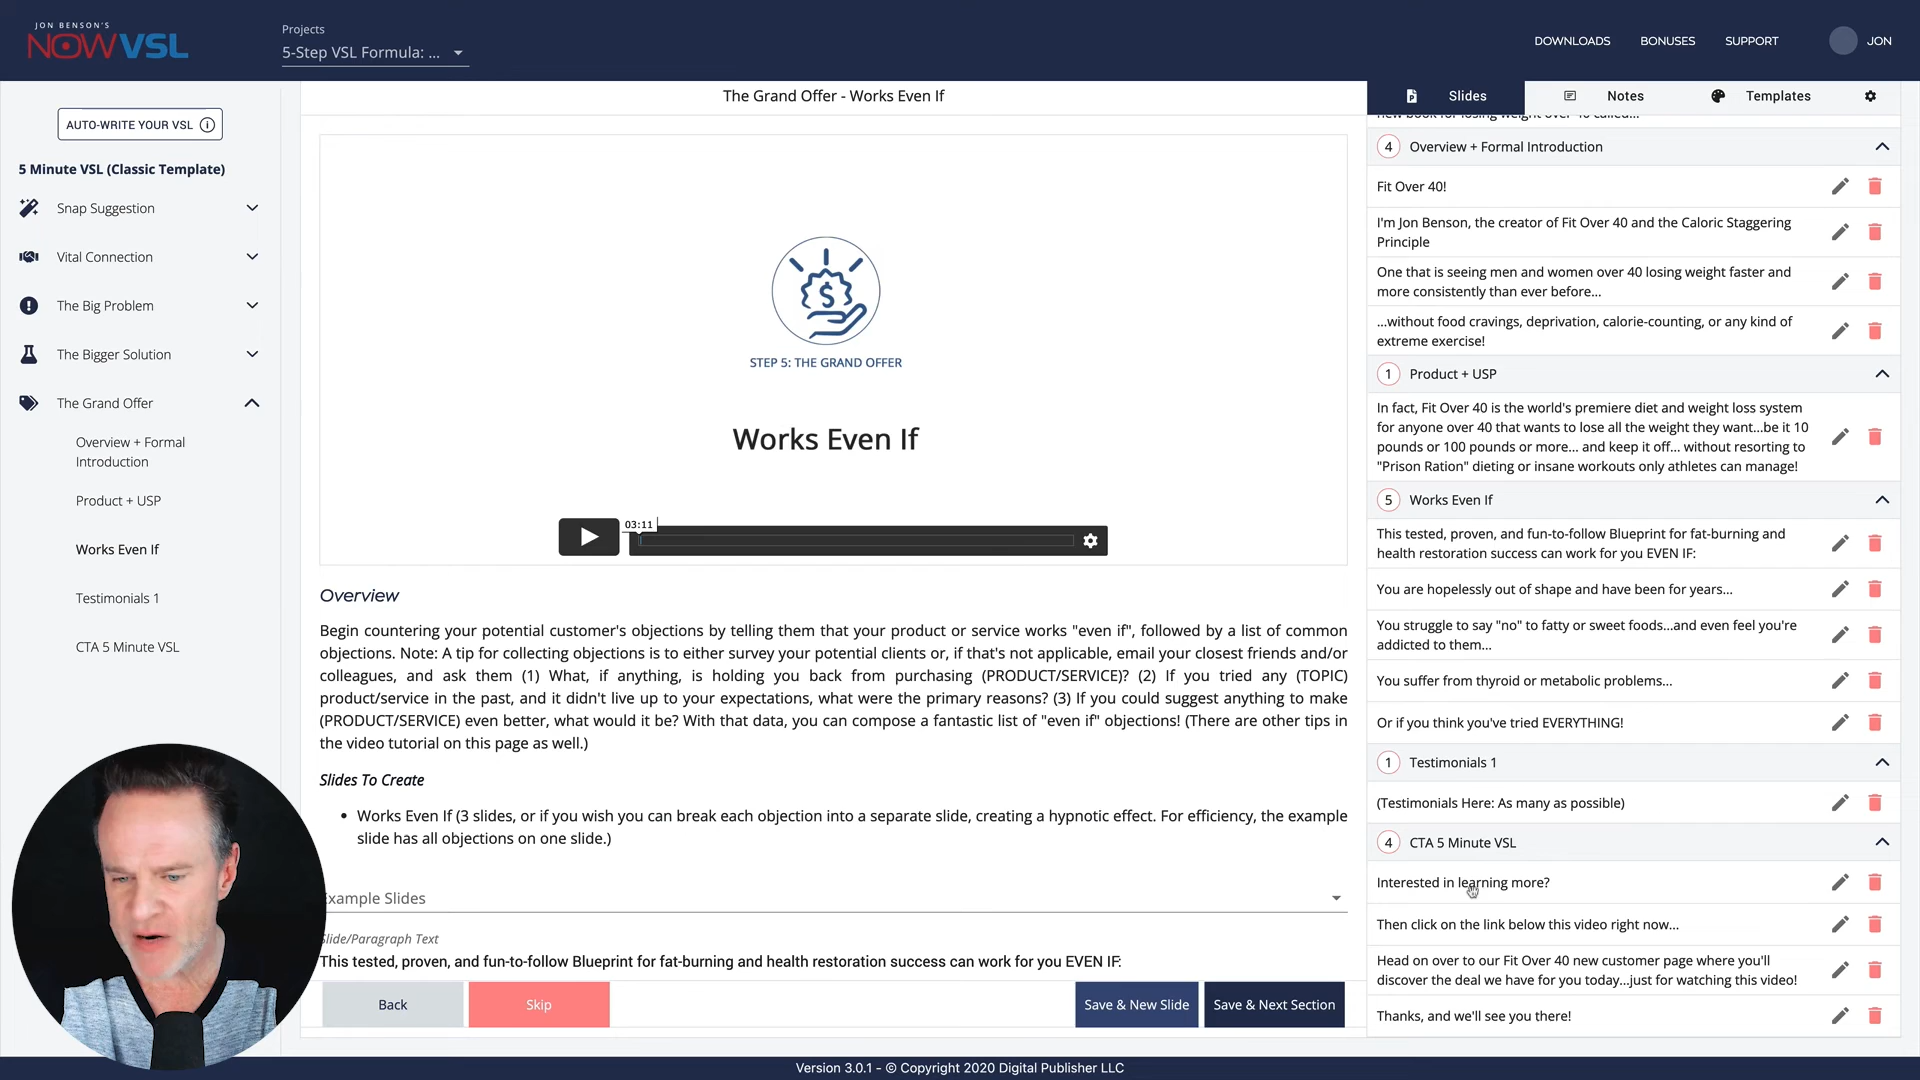 JON BENSON'S
NOWVSL
Projects
5-Step VSL Formula: ...
DOWNLOADS
BONUSES
SUPPORT
JON
AUTO-WRITE YOUR VSL
5 Minute VSL (Classic Template)
Snap Suggestion
Vital Connection
The Big Problem
The Bigger Solution
The Grand Offer
Overview + Formal
Introduction
Product + USP
Works Even If
Testimonials 1
CTA 5 Minute VSL
The Grand Offer - Works Even If
STEP 5: THE GRAND OFFER
Works Even If
03:11
Overview
Begin countering your potential customer's objections by telling them that your product or service works "even if", followed by a list of common
objections. Note: A tip for collecting objections is to either survey your potential clients or, if that's not applicable, email your closest friends and/or
colleagues, and ask them (1) What, if anything, is holding you back from purchasing (PRODUCT/SERVICE)? (2) If you tried any (TOPIC)
product/service in the past, and it didn't live up to your expectations, what were the primary reasons? (3) If you could suggest anything to make
(PRODUCT/SERVICE) even better, what would it be? With that data, you can compose a fantastic list of "even if" objections! (There are other tips in
the video tutorial on this page as well.)
Slides To Create
• Works Even If (3 slides, or if you wish you can break each objection into a separate slide, creating a hypnotic effect. For efficiency, the example
slide has all objections on one slide.)
xample Slides
Slide/Paragraph Text
This tested, proven, and fun-to-follow Blueprint for fat-burning and health restoration success can work for you EVEN IF:
Back
Skip
Save & New Slide
Save & Next Section
Slides
Notes
Templates
new book for losing weight over 40 called...
4 Overview + Formal Introduction
Fit Over 40!
I'm Jon Benson, the creator of Fit Over 40 and the Caloric Staggering
Principle
One that is seeing men and women over 40 losing weight faster and
more consistently than ever before...
...without food cravings, deprivation, calorie-counting, or any kind of
extreme exercise!
1 Product + USP
In fact, Fit Over 40 is the world's premiere diet and weight loss system
for anyone over 40 that wants to lose all the weight they want...be it 10
pounds or 100 pounds or more... and keep it off... without resorting to
"Prison Ration" dieting or insane workouts only athletes can manage!
5 Works Even If
This tested, proven, and fun-to-follow Blueprint for fat-burning and
health restoration success can work for you EVEN IF:
You are hopelessly out of shape and have been for years...
You struggle to say "no" to fatty or sweet foods...and even feel you're
addicted to them...
You suffer from thyroid or metabolic problems...
Or if you think you've tried EVERYTHING!
1 Testimonials 1
(Testimonials Here: As many as possible)
4 CTA 5 Minute VSL
Interested in learning more?
Then click on the link below this video right now...
Head on over to our Fit Over 40 new customer page where you'll
discover the deal we have for you today...just for watching this video!
Thanks, and we'll see you there!
Version 3.0.1 - © Copyright 2020 Digital Publisher LLC